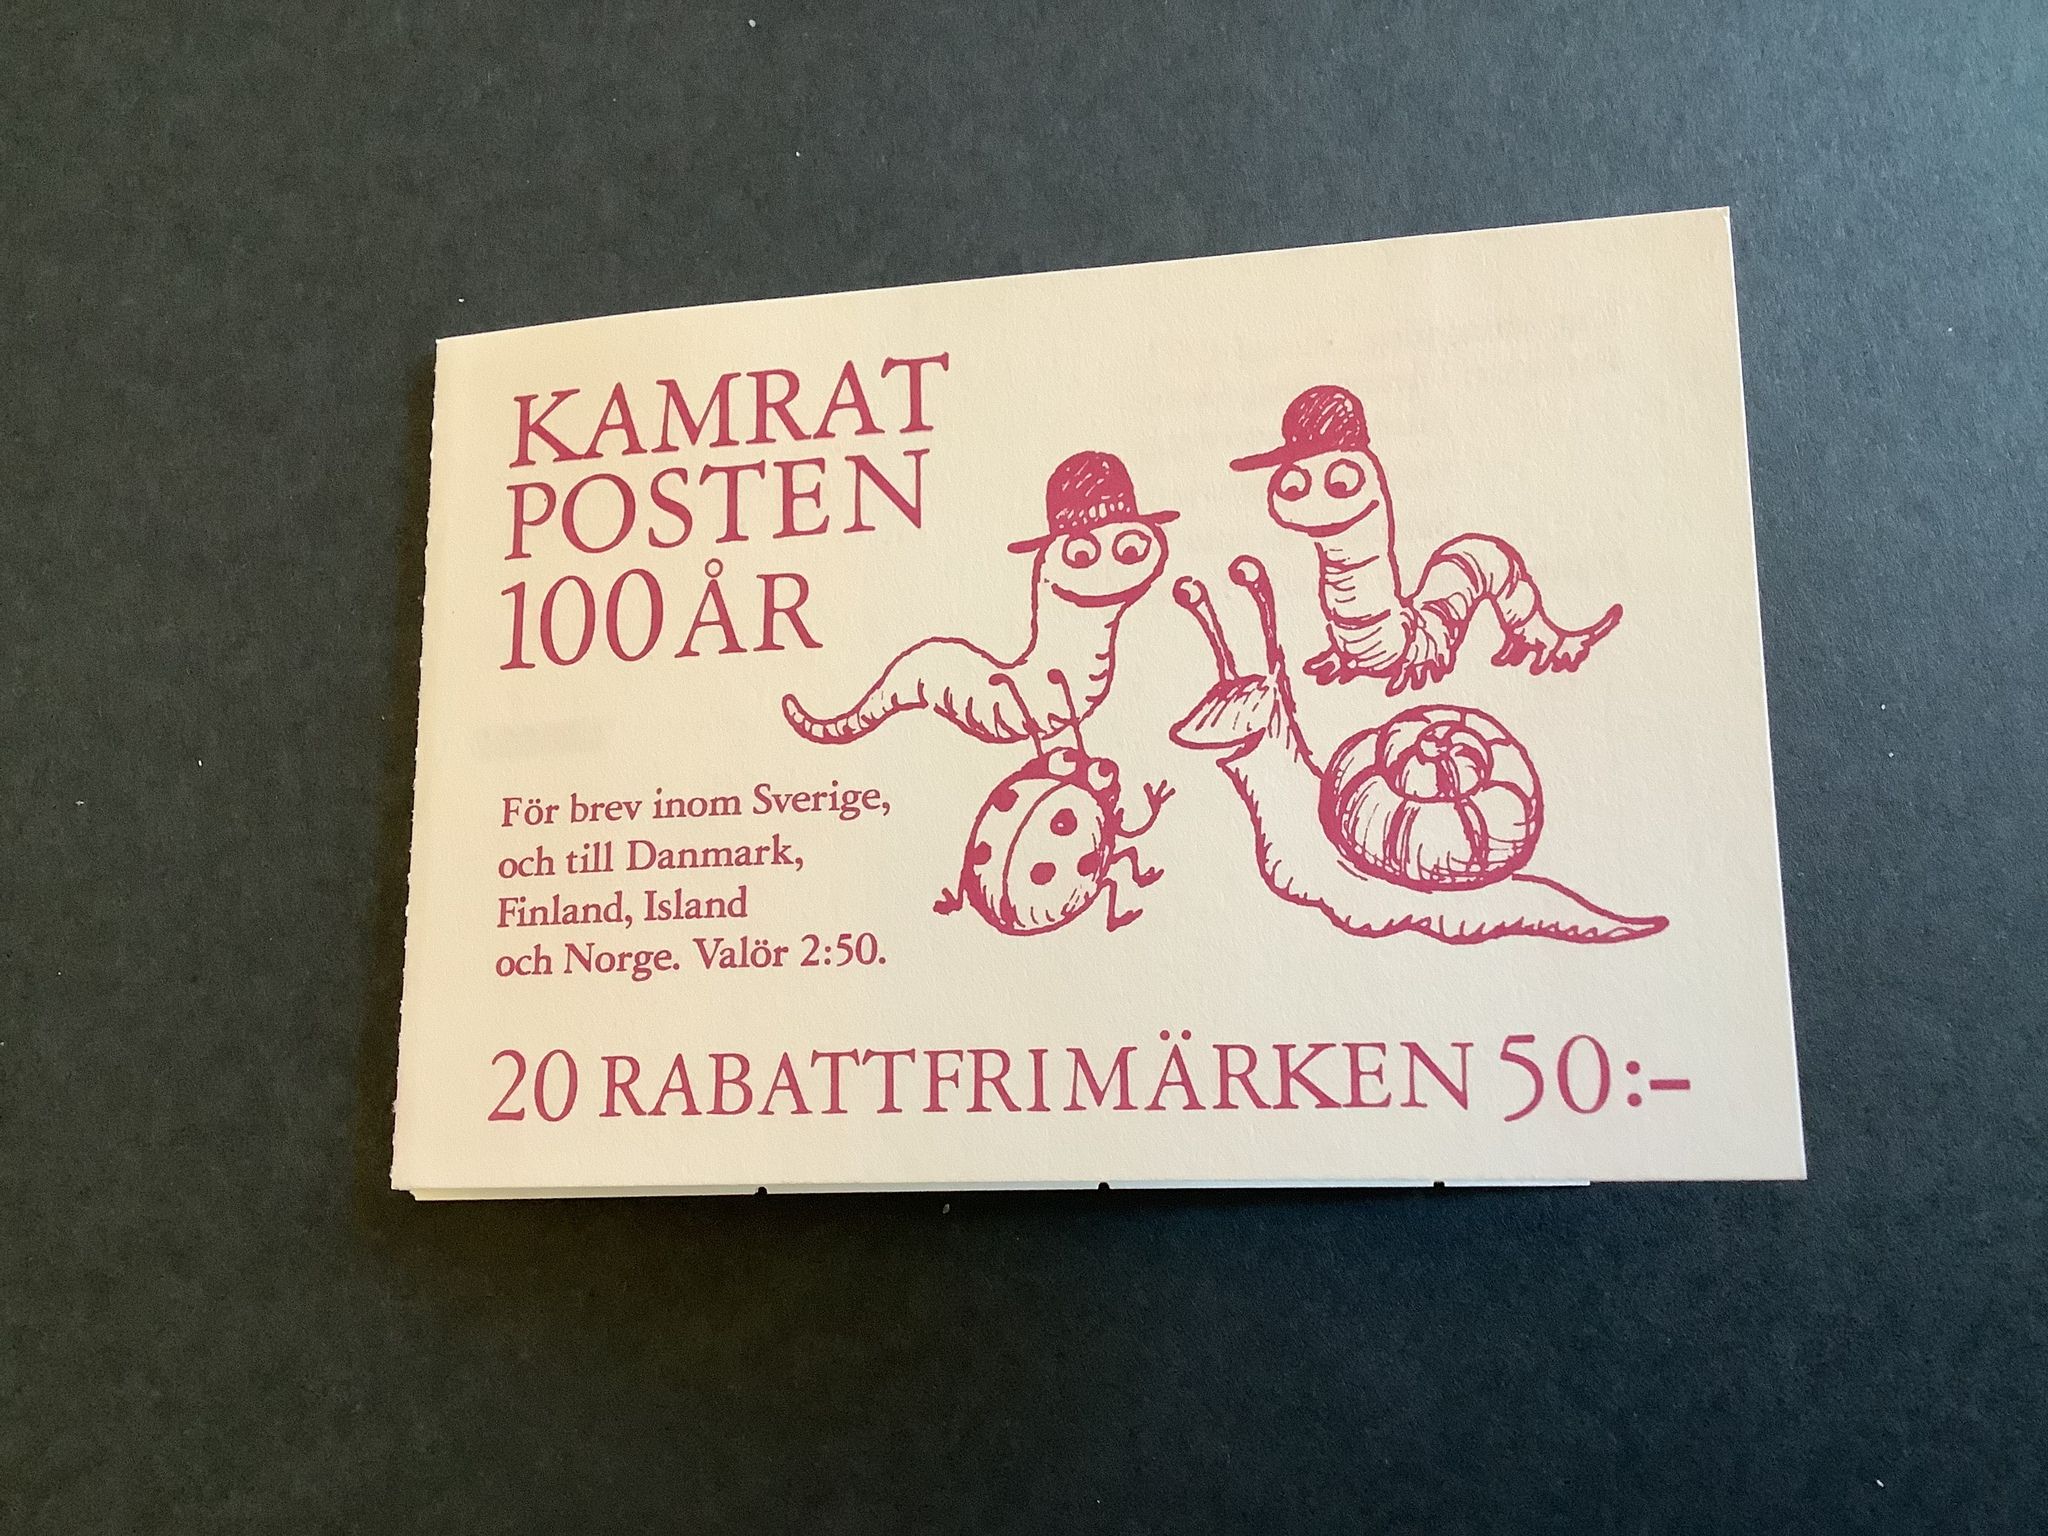 KAMRAT
POSTEN
100 ÅR
För brev inom Sverige,
och till Danmark,
Finland, Island
och Norge. Valör 2:50.
20 RABATTFRIMÄRKEN 50:–